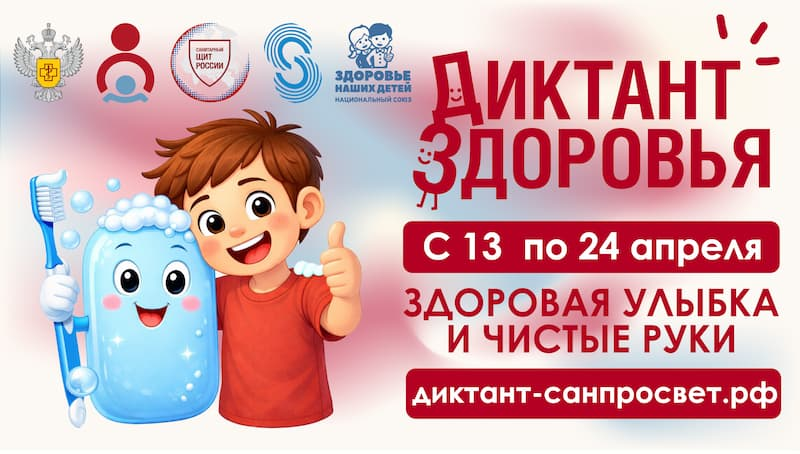 САНИТАРНЫЙ
ЩИТ
РОССИИ
ЗДОРОВЬЕ
НАШИХ ДЕТЕЙ
НАЦИОНАЛЬНЫЙ СОЮЗ
ДИКТАНТ
ЗДОРОВЬЯ
С 13 по 24 апреля
ЗДОРОВАЯ УЛЫБКА
И ЧИСТЫЕ РУКИ
диктант-санпросвет.рф